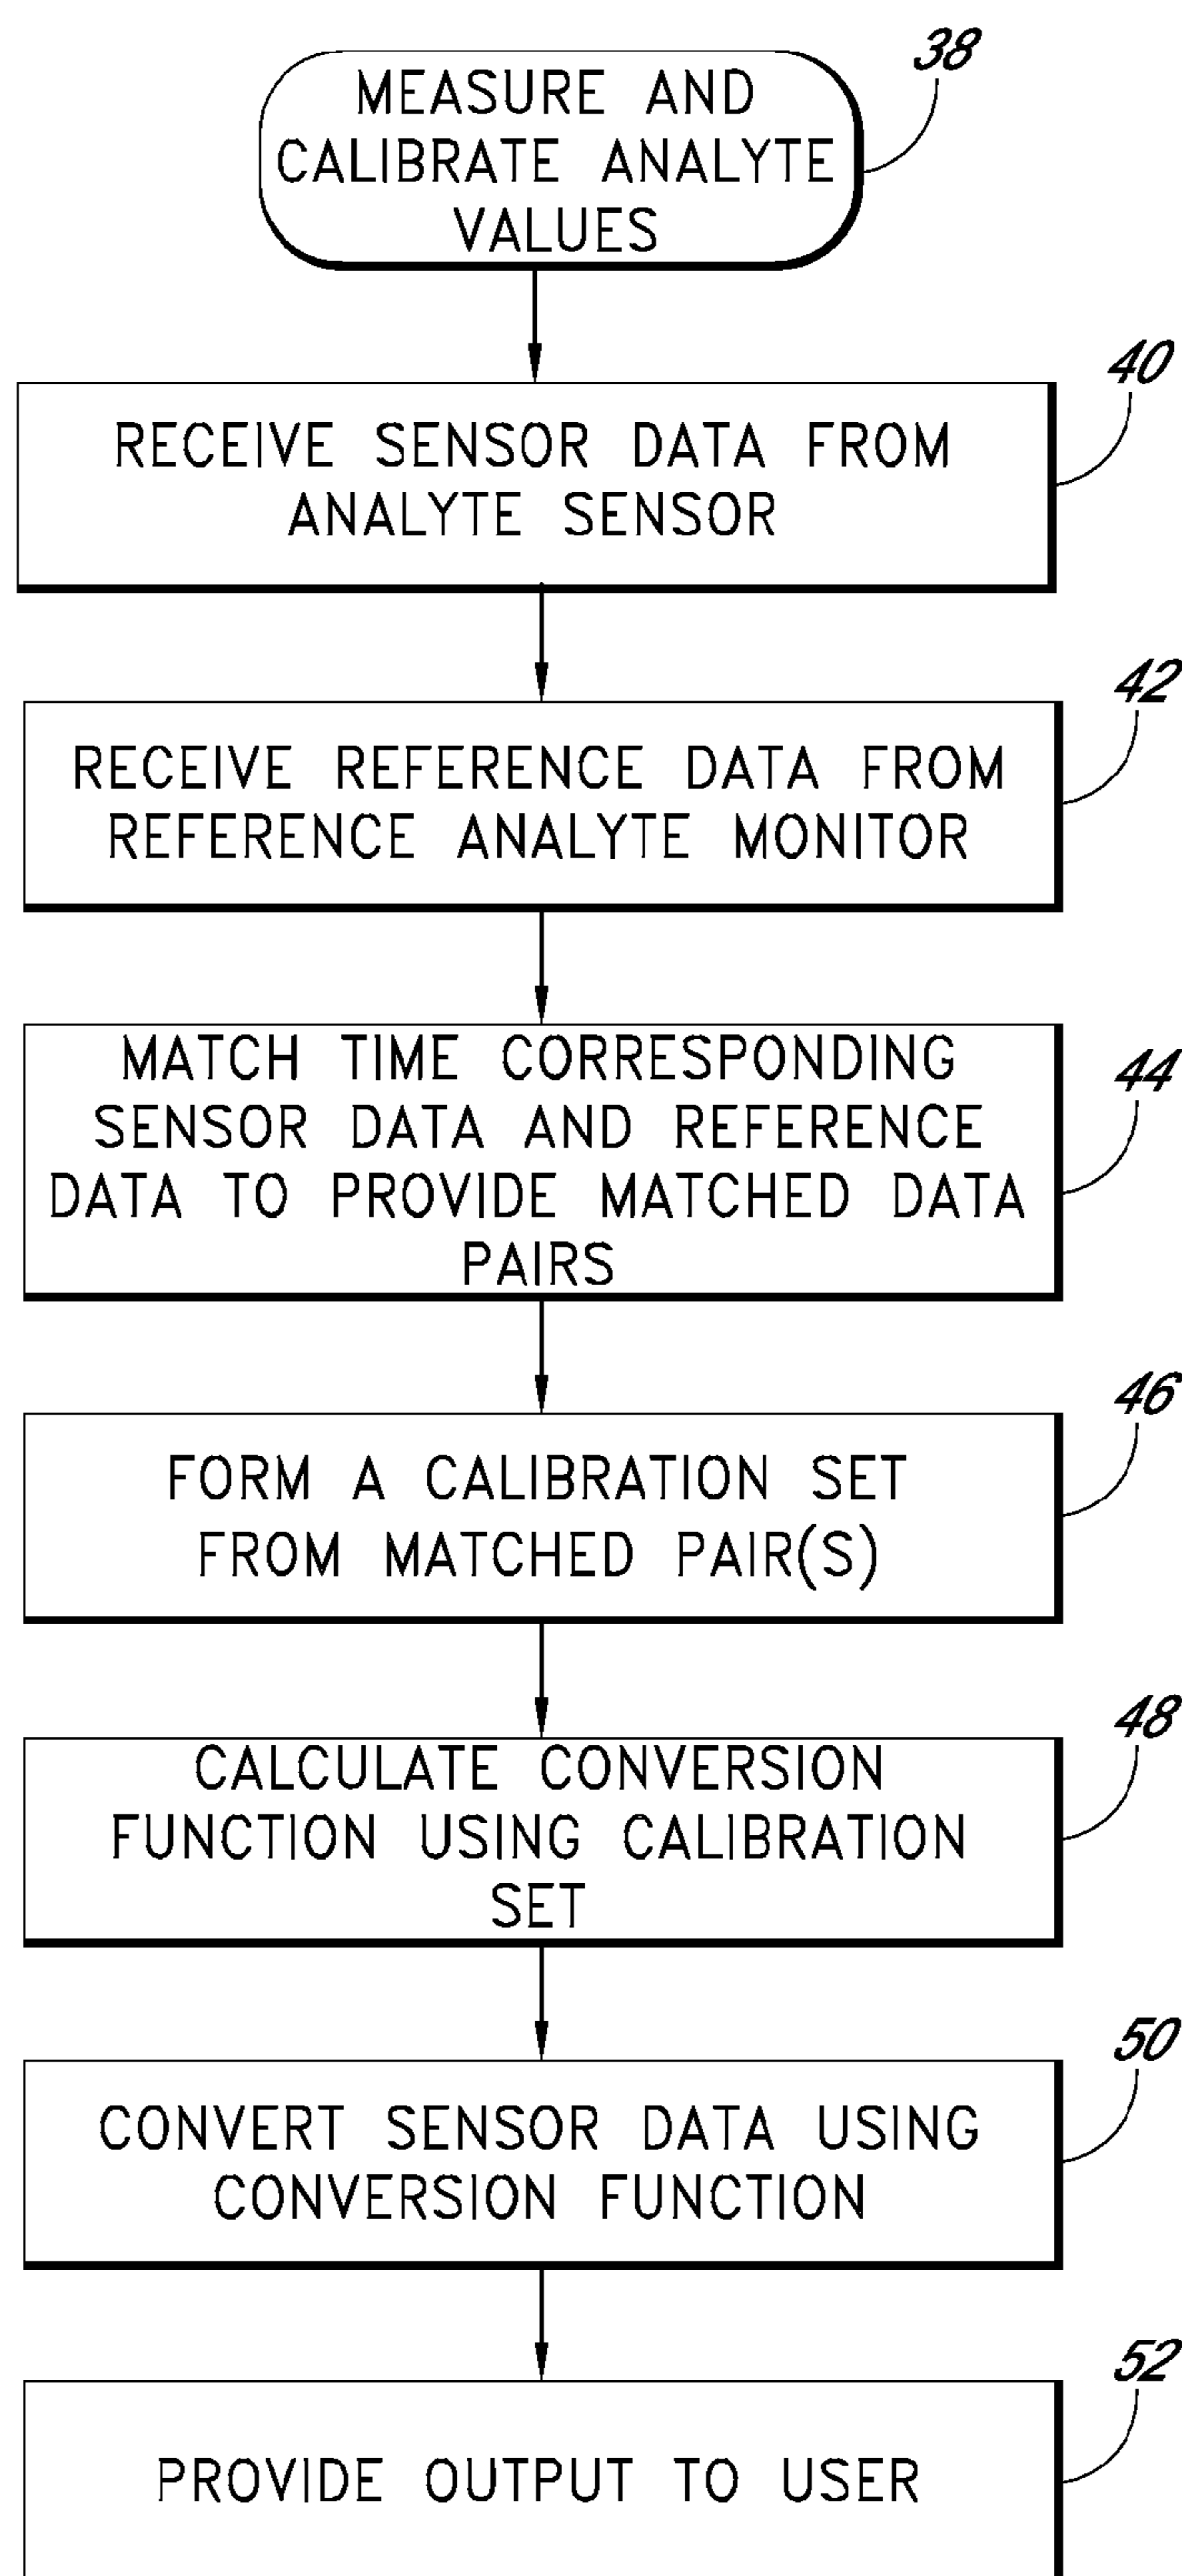 38
MEASURE AND
CALIBRATE ANALYTE
VALUES
40
RECEIVE SENSOR DATA FROM
ANALYTE SENSOR
42
RECEIVE REFERENCE DATA FROM
REFERENCE ANALYTE MONITOR
44
MATCH TIME CORRESPONDING
SENSOR DATA AND REFERENCE
DATA TO PROVIDE MATCHED DATA
PAIRS
46
FORM A CALIBRATION SET
FROM MATCHED PAIR(S)
48
CALCULATE CONVERSION
FUNCTION USING CALIBRATION
SET
50
CONVERT SENSOR DATA USING
CONVERSION FUNCTION
52
PROVIDE OUTPUT TO USER